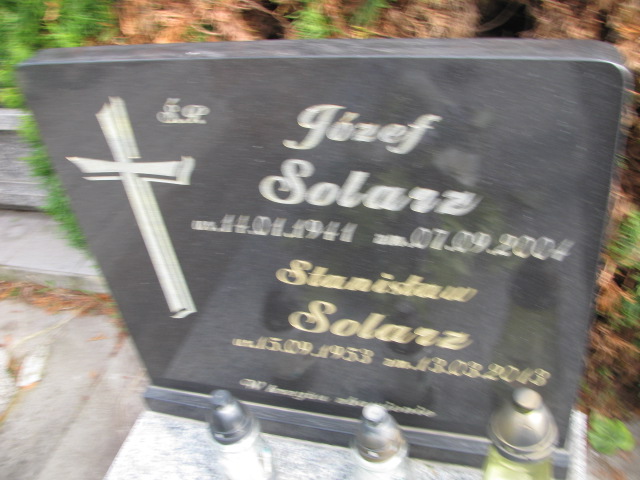 Ś.P.
Józef
Solarz
ur. 14.01.1941 zm. 07.09.2004
Stanisław
Solarz
ur. 15.09.1953 zm. 13.03.2013